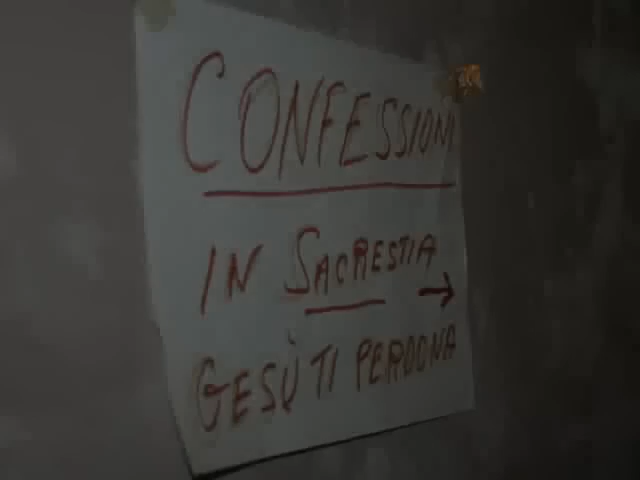 CONFESSIONI
IN SACRESTIA →
GESÙ TI PERDONA